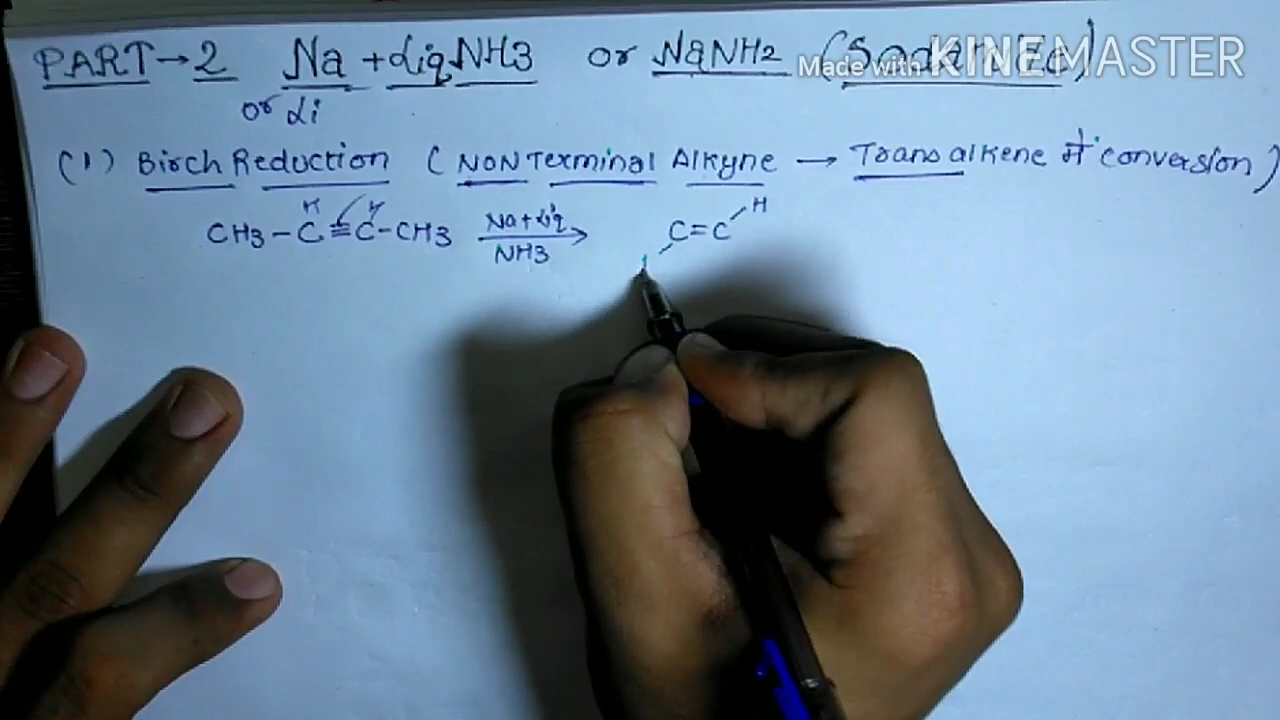 PART → 2 Na + Liq NH3 or NaNH2 (Sodamide)
Made with KINEMASTER
or Li
(1) Birch Reduction (NON Terminal Alkyne → Trans alkene में conversion)
H H
CH3 - C ≡ C - CH3 Na + Liq NH3 → C = C H